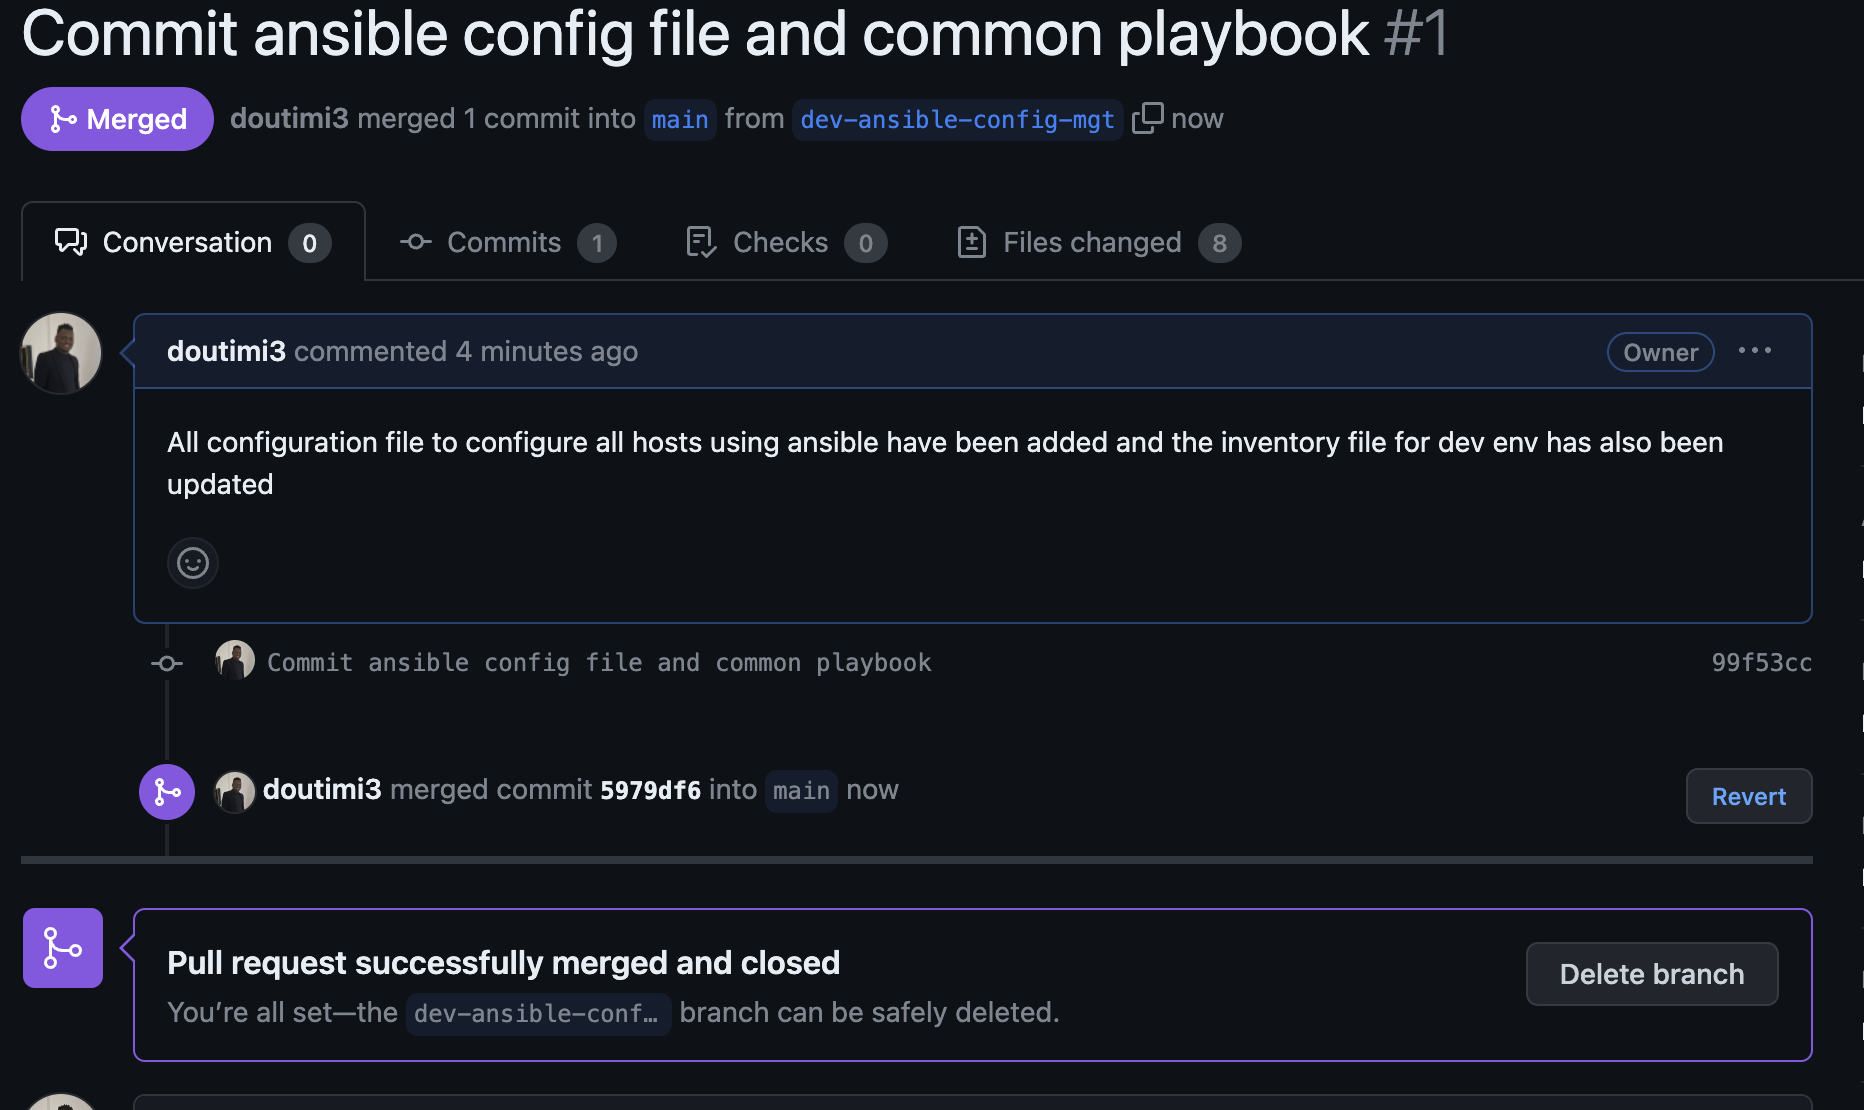 Commit ansible config file and common playbook #1
Merged doutimi3 merged 1 commit into main from dev-ansible-config-mgt now
Conversation 0 Commits 1 Checks 0 Files changed 8
doutimi3 commented 4 minutes ago Owner
All configuration file to configure all hosts using ansible have been added and the inventory file for dev env has also been
updated
Commit ansible config file and common playbook 99f53cc
doutimi3 merged commit 5979df6 into main now
Revert
Pull request successfully merged and closed
Delete branch
You're all set—the dev-ansible-conf… branch can be safely deleted.